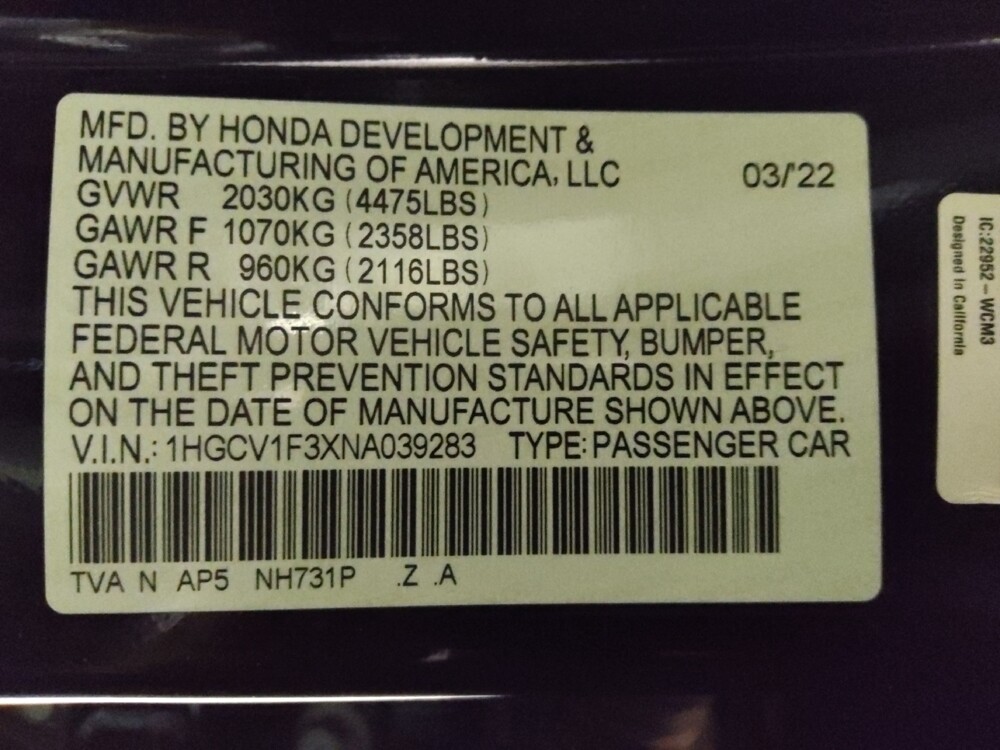 MFD. BY HONDA DEVELOPMENT &
MANUFACTURING OF AMERICA, LLC 03/'22
GVWR 2030KG (4475LBS)
GAWR F 1070KG (2358LBS)
GAWR R 960KG (2116LBS)
THIS VEHICLE CONFORMS TO ALL APPLICABLE
FEDERAL MOTOR VEHICLE SAFETY, BUMPER,
AND THEFT PREVENTION STANDARDS IN EFFECT
ON THE DATE OF MANUFACTURE SHOWN ABOVE.
V.I.N.: 1HGCV1F3XNA039283 TYPE: PASSENGER CAR
TVA N AP5 NH731P .Z .A
IC:22952-WCM3
Designed in California